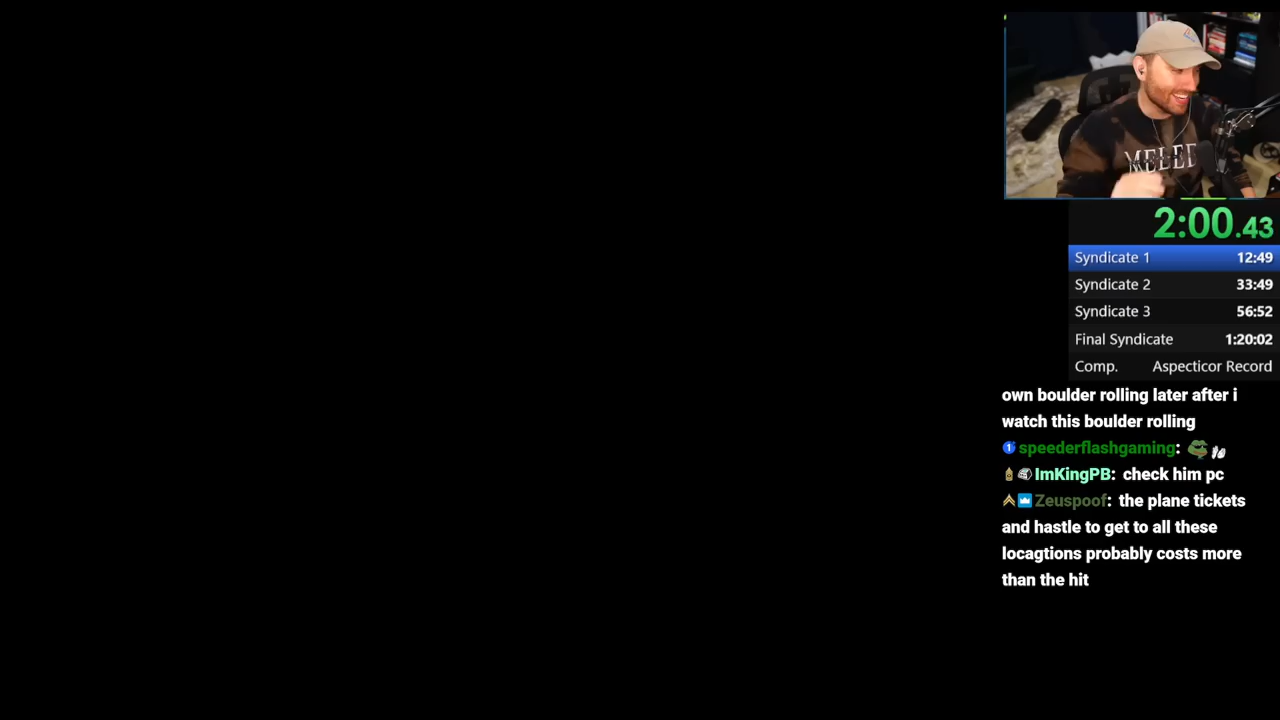 MELEE
2:00.43
Syndicate 1 12:49
Syndicate 2 33:49
Syndicate 3 56:52
Final Syndicate 1:20:02
Comp. Aspecticor Record
own boulder rolling later after i
watch this boulder rolling
1 speederflashgaming:
ImKingPB: check him pc
Zeuspoof: the plane tickets
and hastle to get to all these
locagtions probably costs more
than the hit